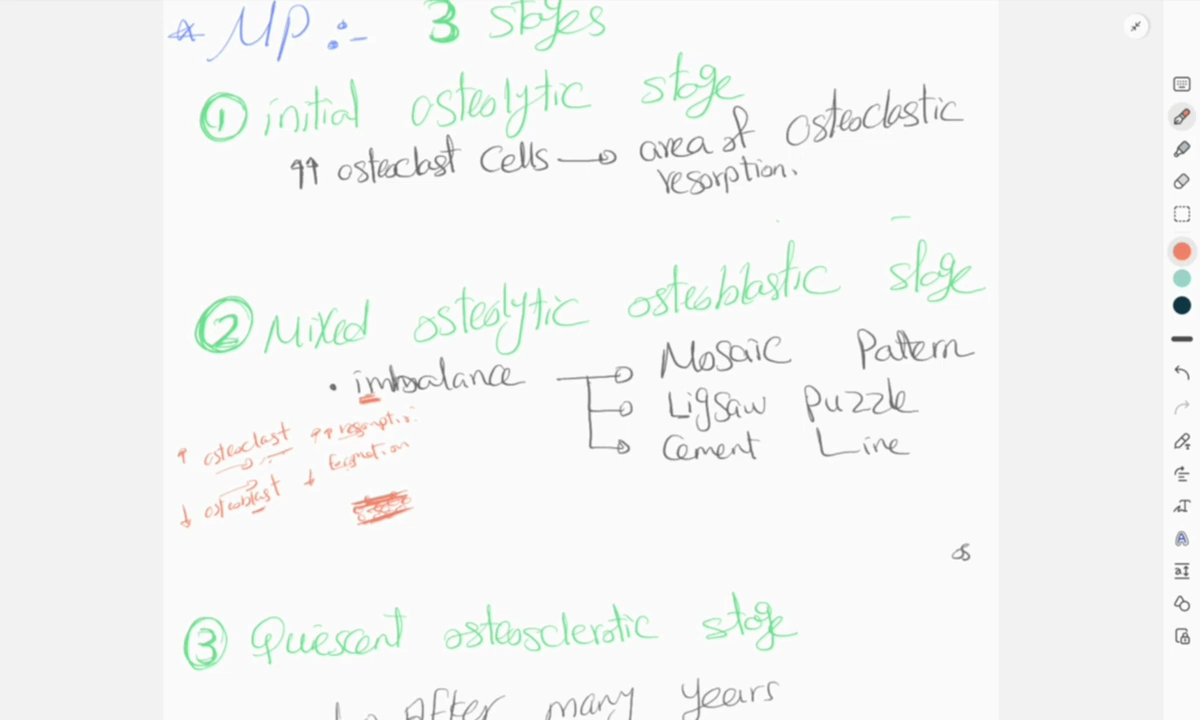 * MP :- 3 stages
① initial osteolytic stage
↑↑ osteoclast cells → area of osteoclastic
resorption.
② Mixed osteolytic osteoblastic stage
• imbalance Mosaic Pattern
Ligsaw Puzzle
Cement Line
↑ osteoclast ↑↑ resorption
↓ osteoblast ↓ formation
③ Quiescent osteosclerotic stage
After many years